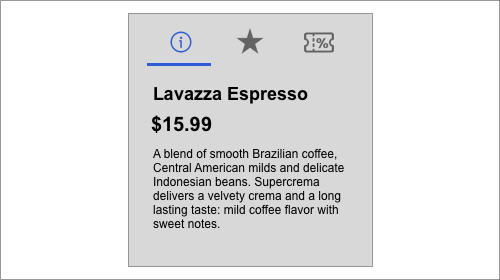 %
Lavazza Espresso
$15.99
A blend of smooth Brazilian coffee,
Central American milds and delicate
Indonesian beans. Supercrema
delivers a velvety crema and a long
lasting taste: mild coffee flavor with
sweet notes.